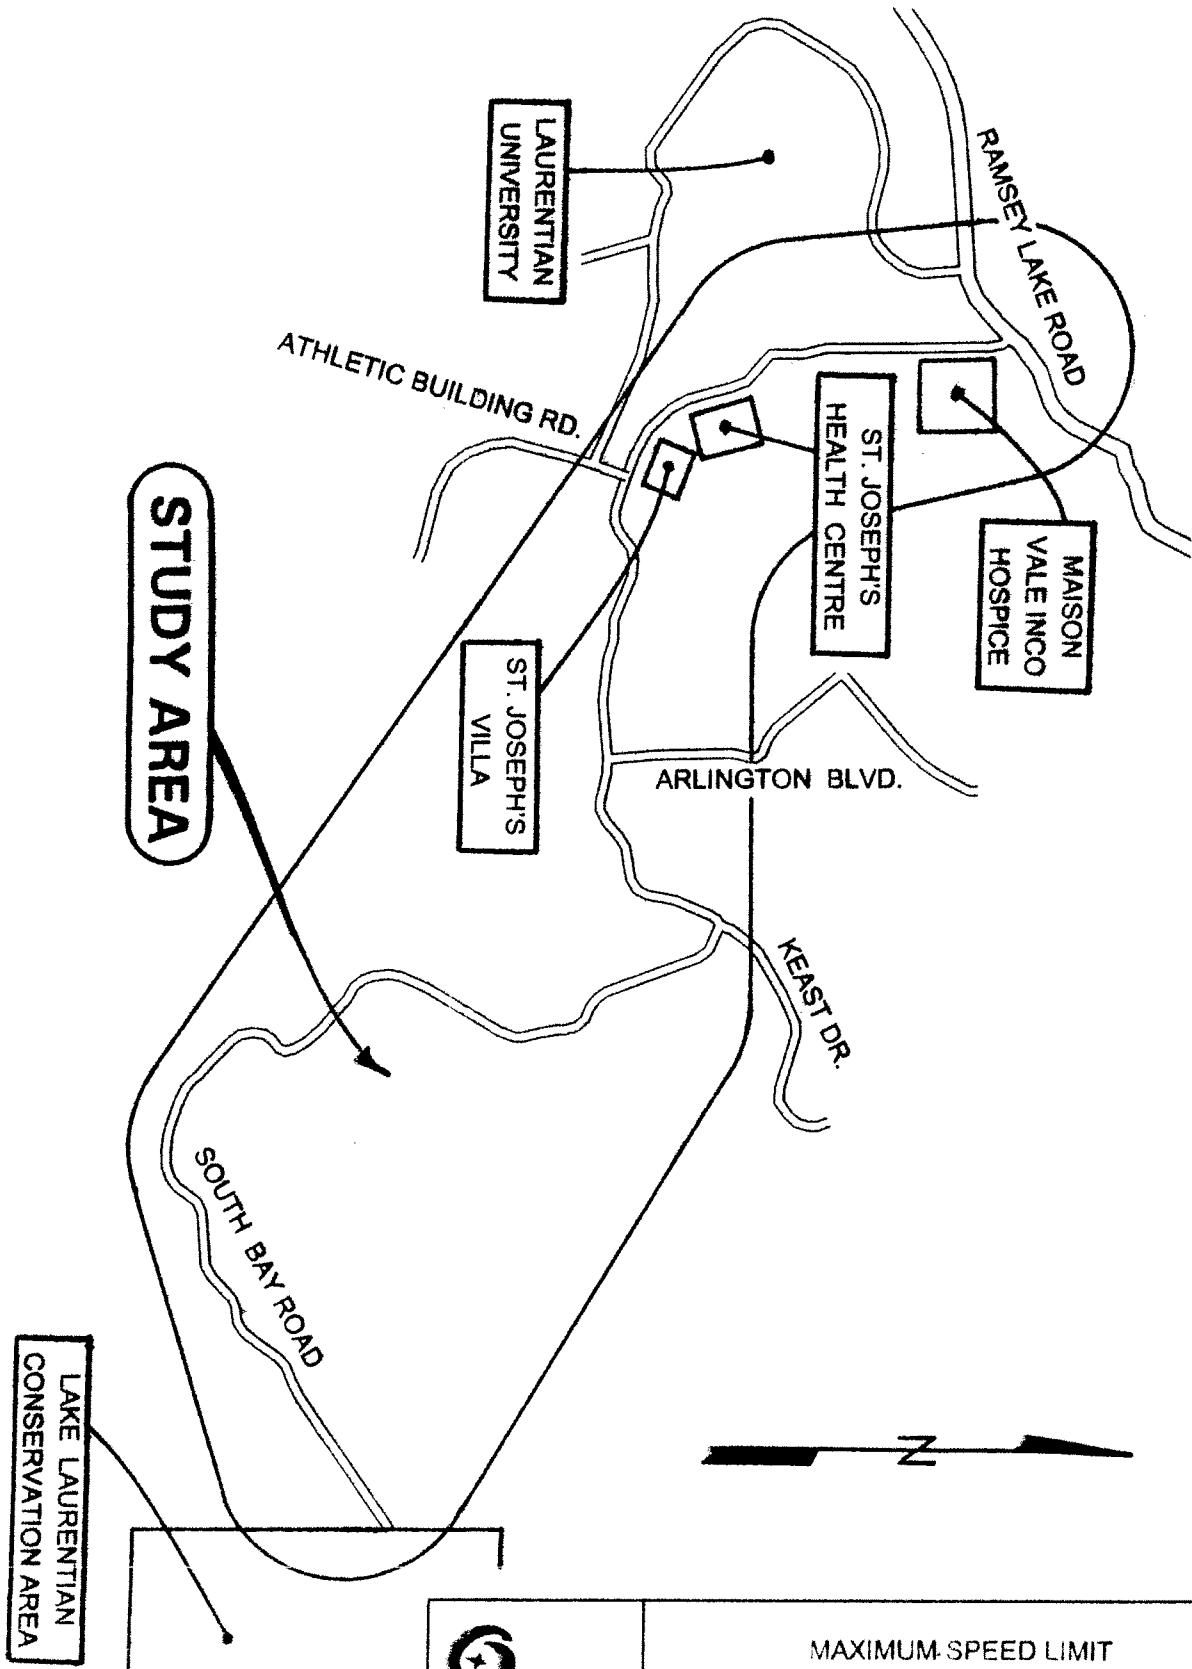 RAMSEY LAKE ROAD
LAURENTIAN
UNIVERSITY
ATHLETIC BUILDING RD.
ST. JOSEPH'S
HEALTH CENTRE
MAISON
VALE INCO
HOSPICE
STUDY AREA
ST. JOSEPH'S
VILLA
ARLINGTON BLVD.
KEAST DR.
SOUTH BAY ROAD
LAKE LAURENTIAN
CONSERVATION AREA
N
MAXIMUM SPEED LIMIT